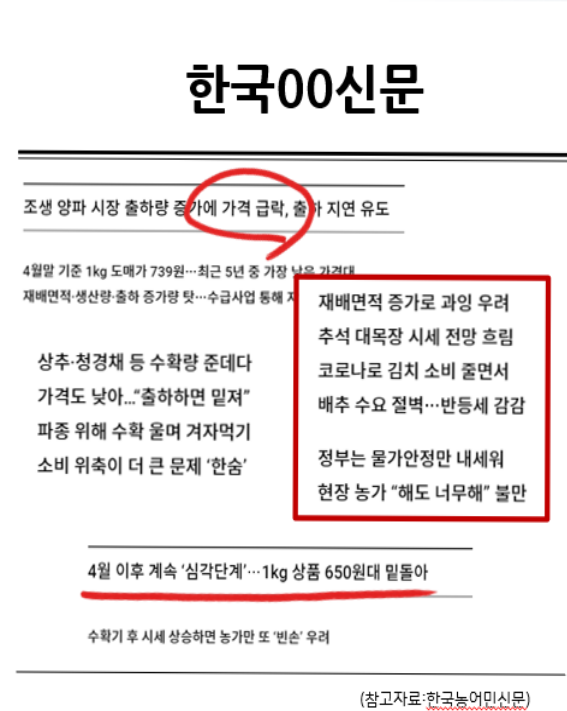 한국00신문
조생 양파 시장 출하량 증가에 가격 급락, 출하 지연 유도
4월말 기준 1kg 도매가 739원…최근 5년 중 가장 낮은 가격대
재배면적·생산량·출하 증가량 탓…수급사업 통해
상추·청경채 등 수확량 준데다
가격도 낮아…“출하하면 밑져”
파종 위해 수확 울며 겨자먹기
소비 위축이 더 큰 문제 ‘한숨’
재배면적 증가로 과잉 우려
추석 대목장 시세 전망 흐림
코로나로 김치 소비 줄면서
배추 수요 절벽…반등세 감감
정부는 물가안정만 내세워
현장 농가 “해도 너무해” 불만
4월 이후 계속 ‘심각단계’…1kg 상품 650원대 밑돌아
수확기 후 시세 상승하면 농가만 또 ‘빈손’ 우려
(참고자료:한국농어민신문)